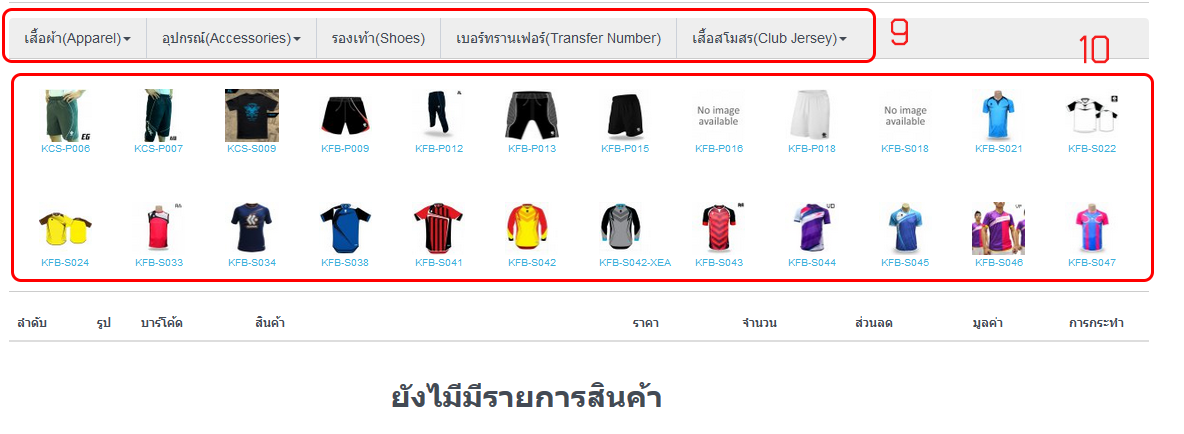 เสื้อผ้า(Apparel) อุปกรณ์(Accessories) รองเท้า(Shoes) เบอร์ทรานเฟอร์(Transfer Number) เสื้อสโมสร(Club Jersey) 9
10
EG
No image available No image available
KCS-P006 KCS-P007 KCS-S009 KFB-P009 KFB-P012 KFB-P013 KFB-P015 KFB-P016 KFB-P018 KFB-S018 KFB-S021 KFB-S022
KFB-S024 KFB-S033 KFB-S034 KFB-S038 KFB-S041 KFB-S042 KFB-S042-XEA KFB-S043 KFB-S044 KFB-S045 KFB-S046 KFB-S047
ลำดับ รูป บาร์โค้ด สินค้า ราคา จำนวน ส่วนลด มูลค่า การกระทำ
ยังไม่มีรายการสินค้า